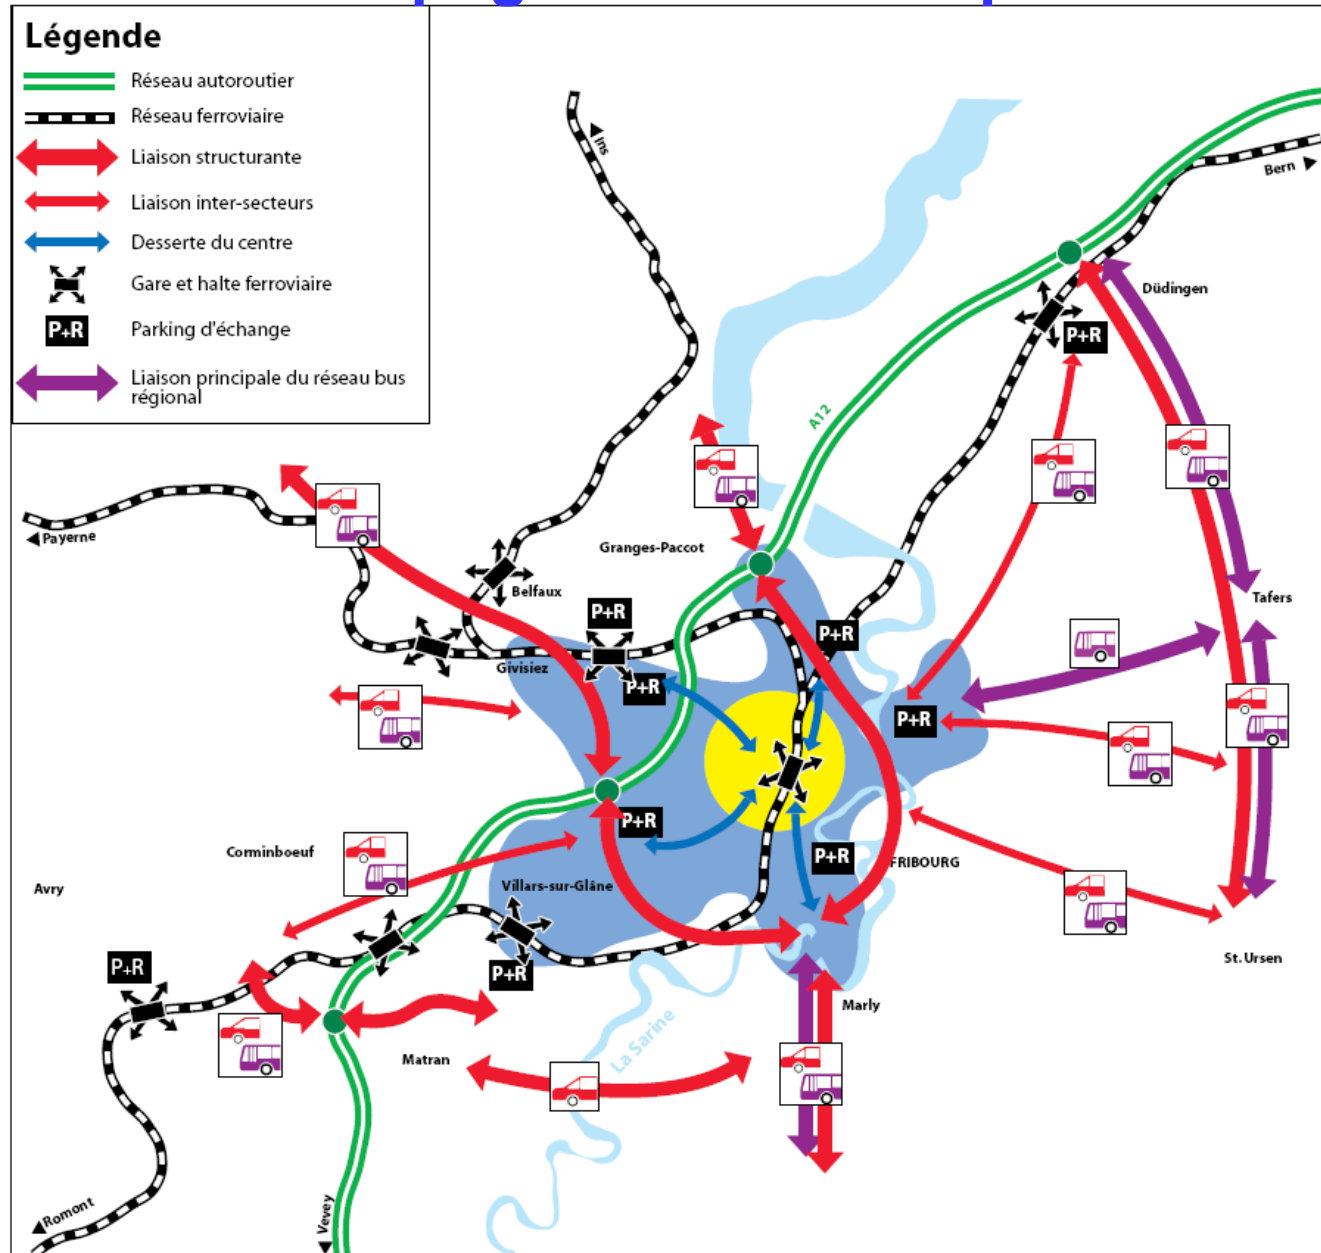 Légende
Réseau autoroutier
Réseau ferroviaire
Liaison structurante
Liaison inter-secteurs
Desserte du centre
Gare et halte ferroviaire
P+R
Parking d'échange
Liaison principale du réseau bus
régional
Ins
Bern
Düdingen
P+R
A12
Payerne
Granges-Paccot
Belfaux
Tafers
P+R
P+R
Givisiez
P+R
P+R
P+R
Corminboeuf
P+R
FRIBOURG
Avry
Villars-sur-Glâne
St. Ursen
P+R
P+R
Marly
La Sarine
Matran
Romont
Vevey